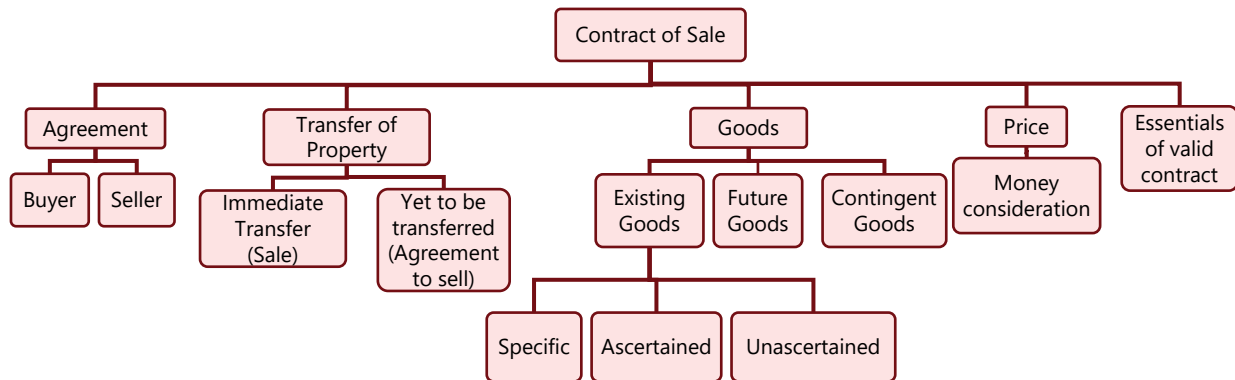 Contract of Sale
Agreement
Transfer of
Property
Goods
Price
Essentials
of valid
contract
Buyer
Seller
Immediate
Transfer
(Sale)
Yet to be
transferred
(Agreement
to sell)
Existing
Goods
Future
Goods
Contingent
Goods
Money
consideration
Specific
Ascertained
Unascertained